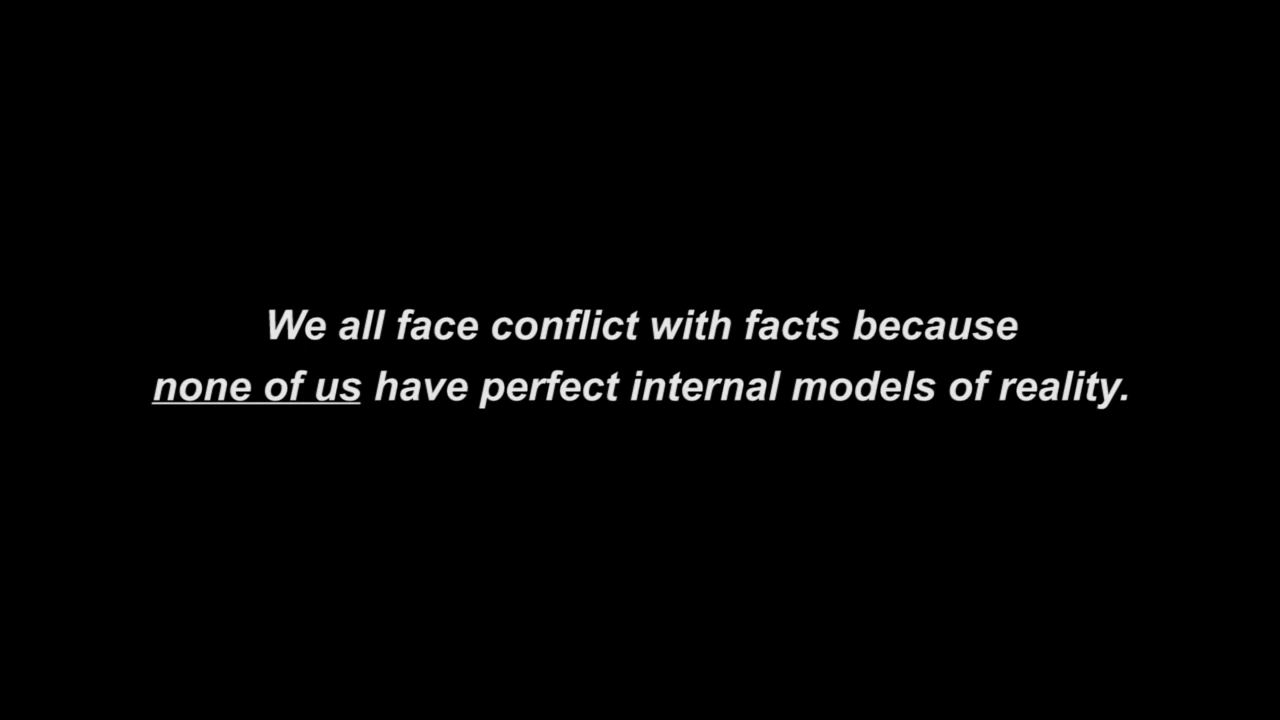 We all face conflict with facts because
none of us have perfect internal models of reality.